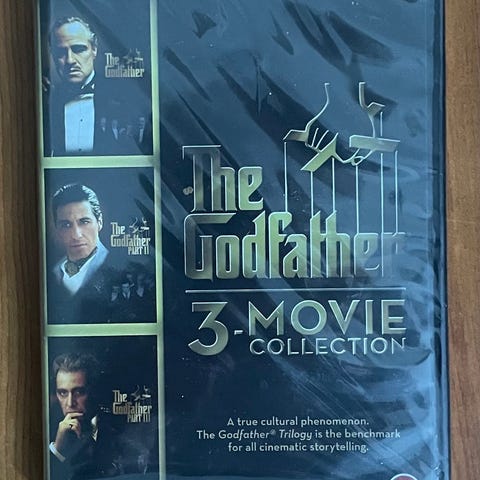 The
Godfather
The
Godfather
PART II
The
Godfather
PART III
The
Godfather
3-MOVIE
COLLECTION
A true cultural phenomenon.
The Godfather® Trilogy is the benchmark
for all cinematic storytelling.